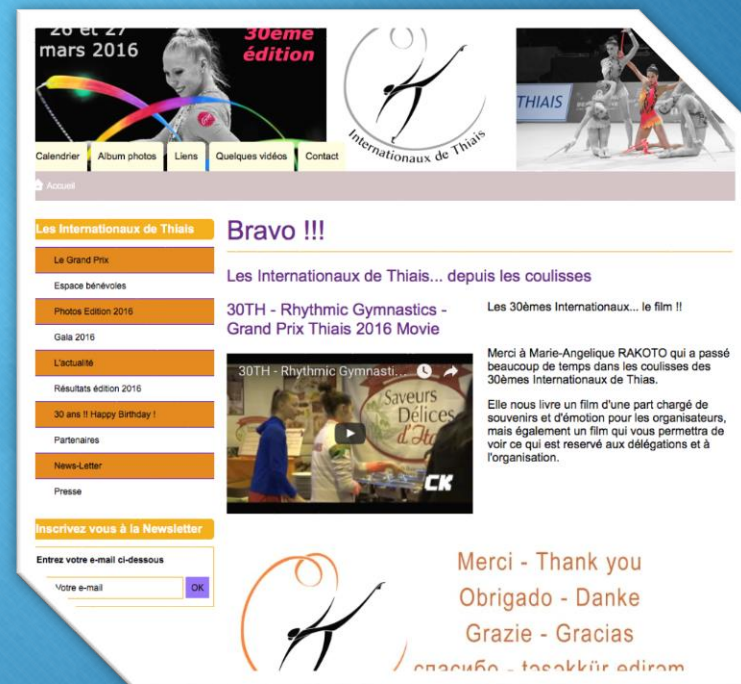 26 et 27
mars 2016
30ème
édition
Internationaux de Thiais
THIAIS
Calendrier
Album photos
Liens
Quelques vidéos
Contact
Accueil
Les Internationaux de Thiais
Le Grand Prix
Espace bénévoles
Photos Edition 2016
Gala 2016
L'actualité
Résultats édition 2016
30 ans !! Happy Birthday !
Partenaires
News-Letter
Presse
Inscrivez vous à la Newsletter
Entrez votre e-mail ci-dessous
Votre e-mail
OK
Bravo !!!
Les Internationaux de Thiais... depuis les coulisses
30TH - Rhythmic Gymnastics -
Grand Prix Thiais 2016 Movie
30TH - Rhythmic Gymnasti...
Saveurs
Délices
CK
Les 30èmes Internationaux... le film !!
Merci à Marie-Angelique RAKOTO qui a passé
beaucoup de temps dans les coulisses des
30èmes Internationaux de Thias.
Elle nous livre un film d'une part chargé de
souvenirs et d'émotion pour les organisateurs,
mais également un film qui vous permettra de
voir ce qui est reservé aux délégations et à
l'organisation.
Merci - Thank you
Obrigado - Danke
Grazie - Gracias
спасибо - təşəkkür edirəm